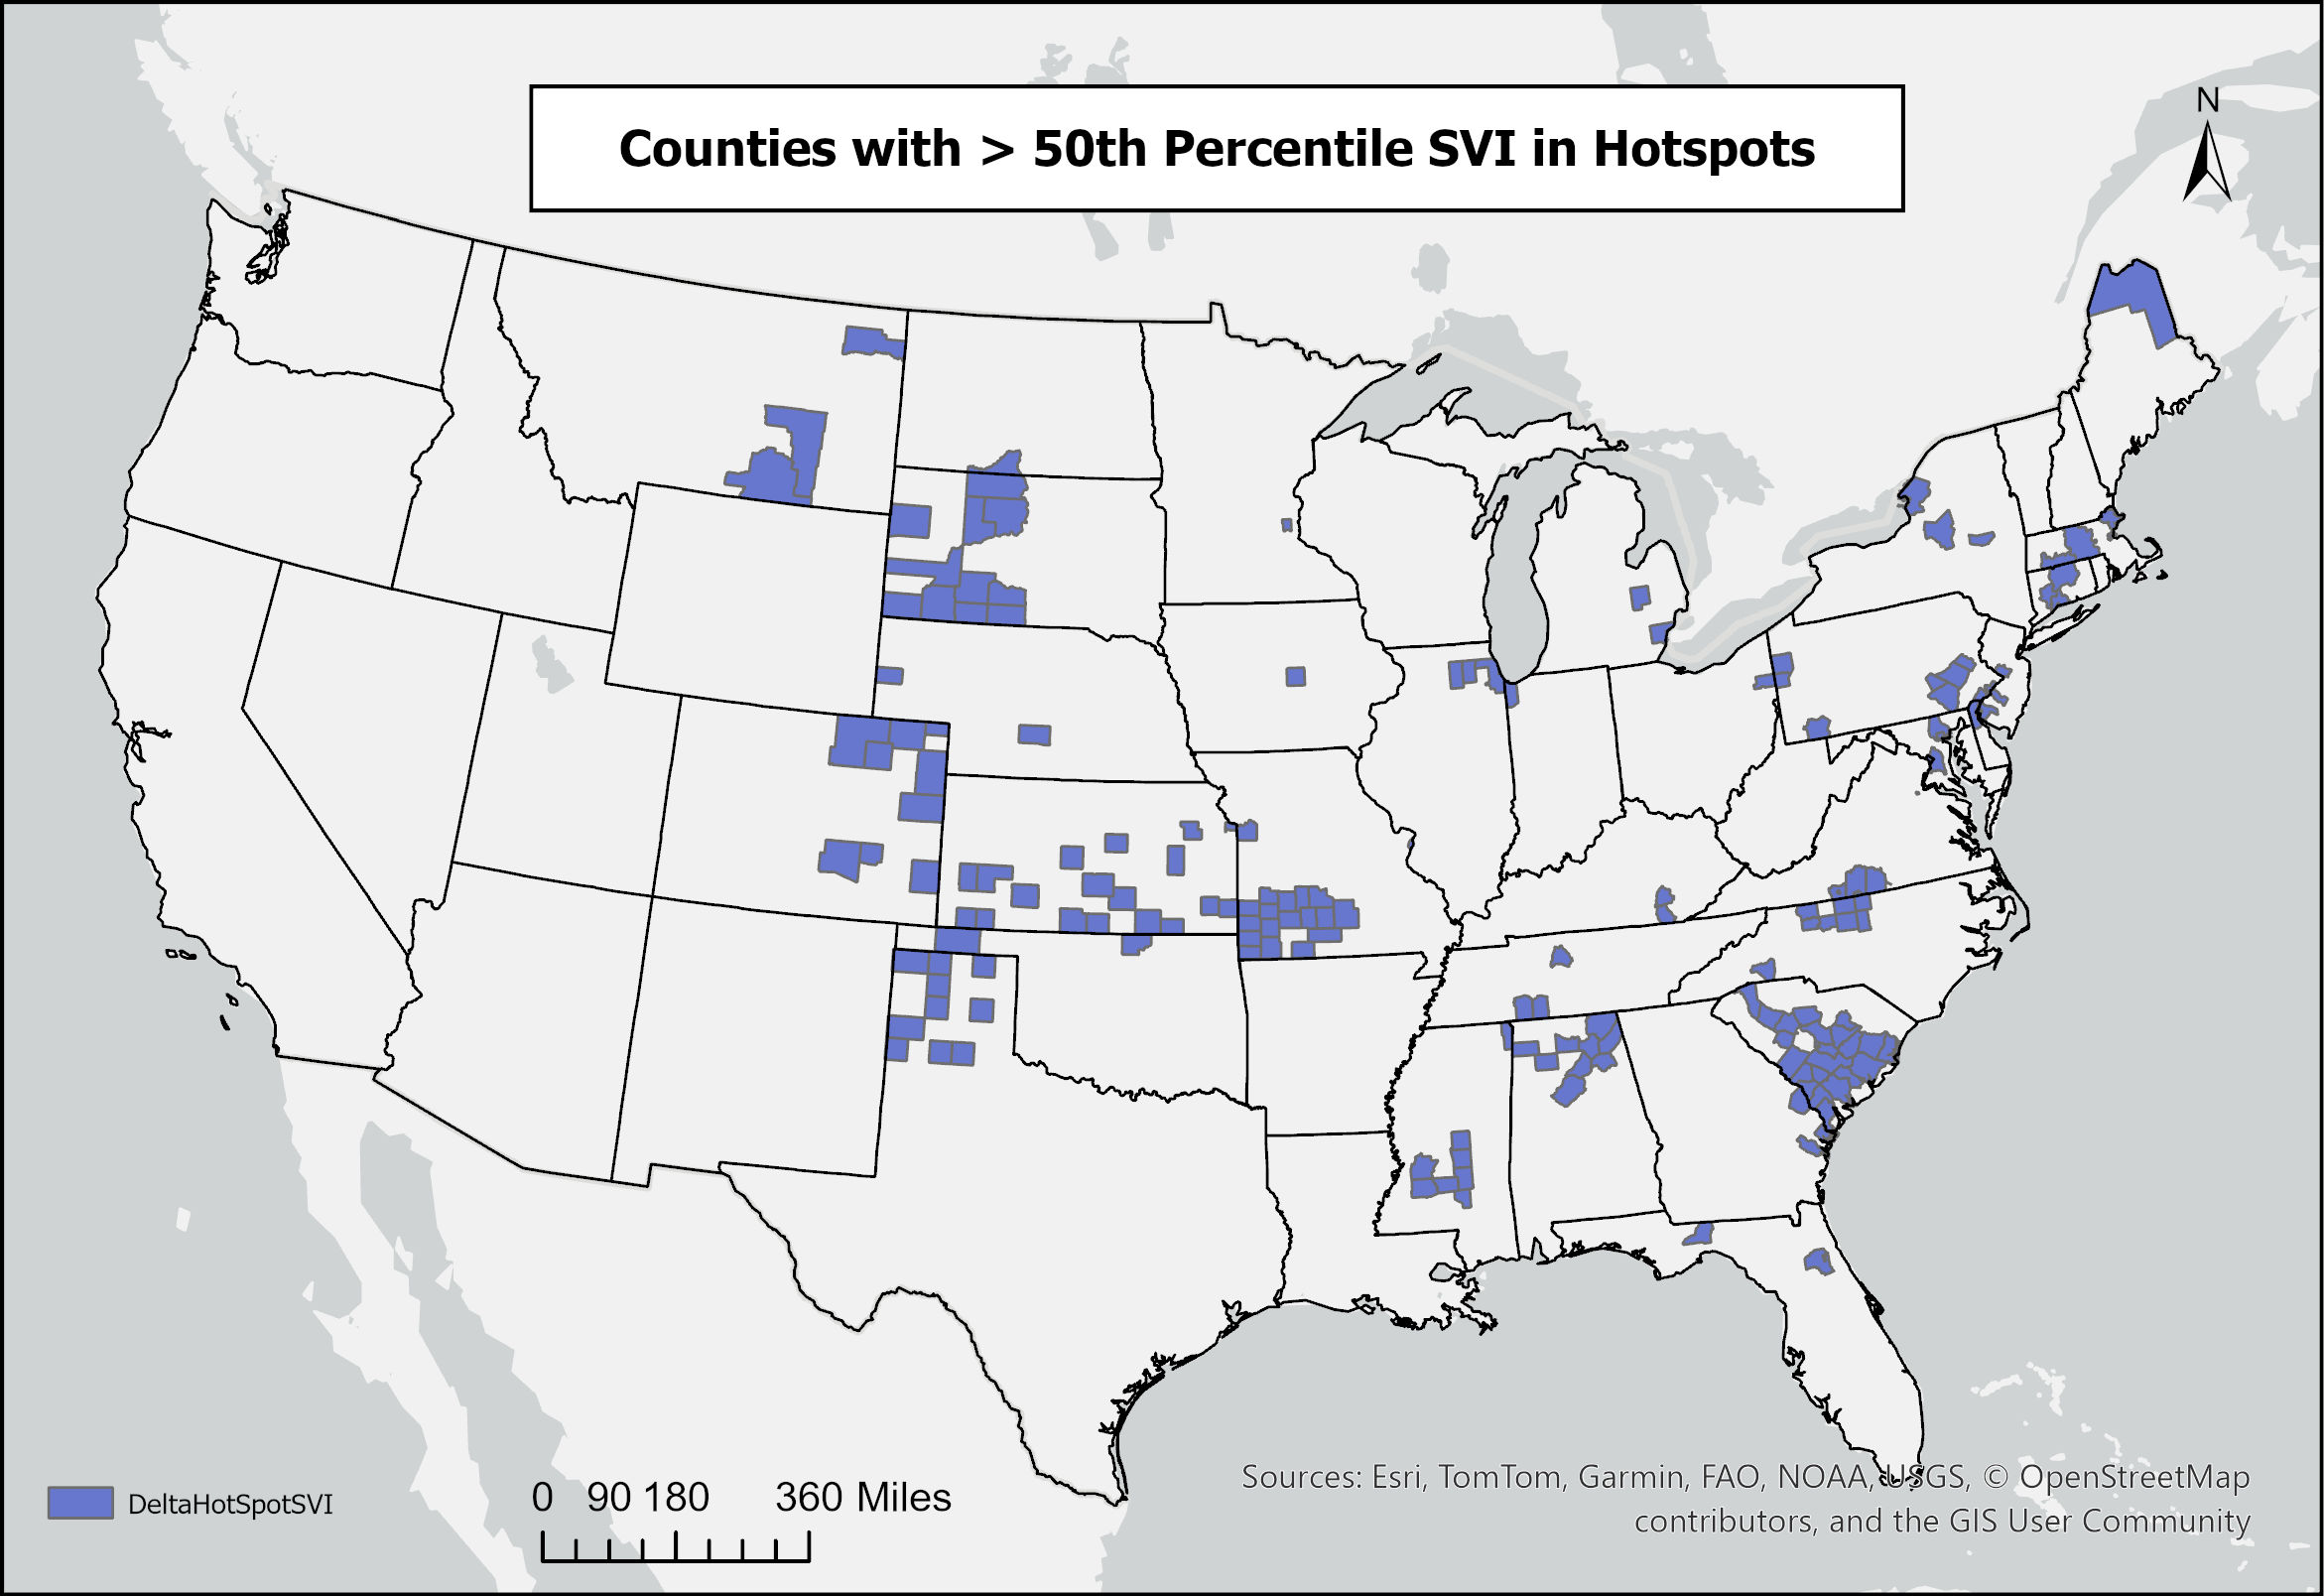 Counties with > 50th Percentile SVI in Hotspots
N
DeltaHotSpotSVI
0 90 180 360 Miles
Sources: Esri, TomTom, Garmin, FAO, NOAA, USGS, © OpenStreetMap
contributors, and the GIS User Community